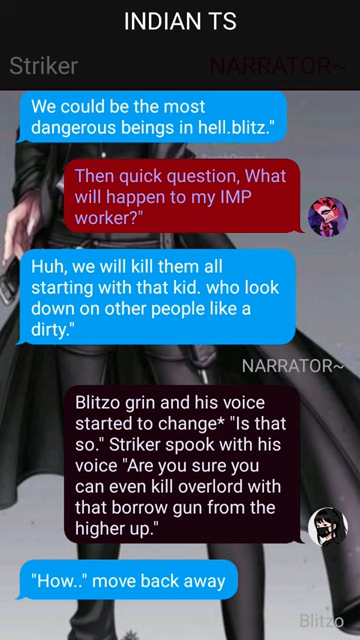 INDIAN TS
Striker
NARRATOR~
We could be the most
dangerous beings in hell.blitz."
Then quick question, What
will happen to my IMP
worker?"
Huh, we will kill them all
starting with that kid. who look
down on other people like a
dirty."
NARRATOR~
Blitzo grin and his voice
started to change* "Is that
so." Striker spook with his
voice "Are you sure you
can even kill overlord with
that borrow gun from the
higher up."
"How.." move back away
Blitzo